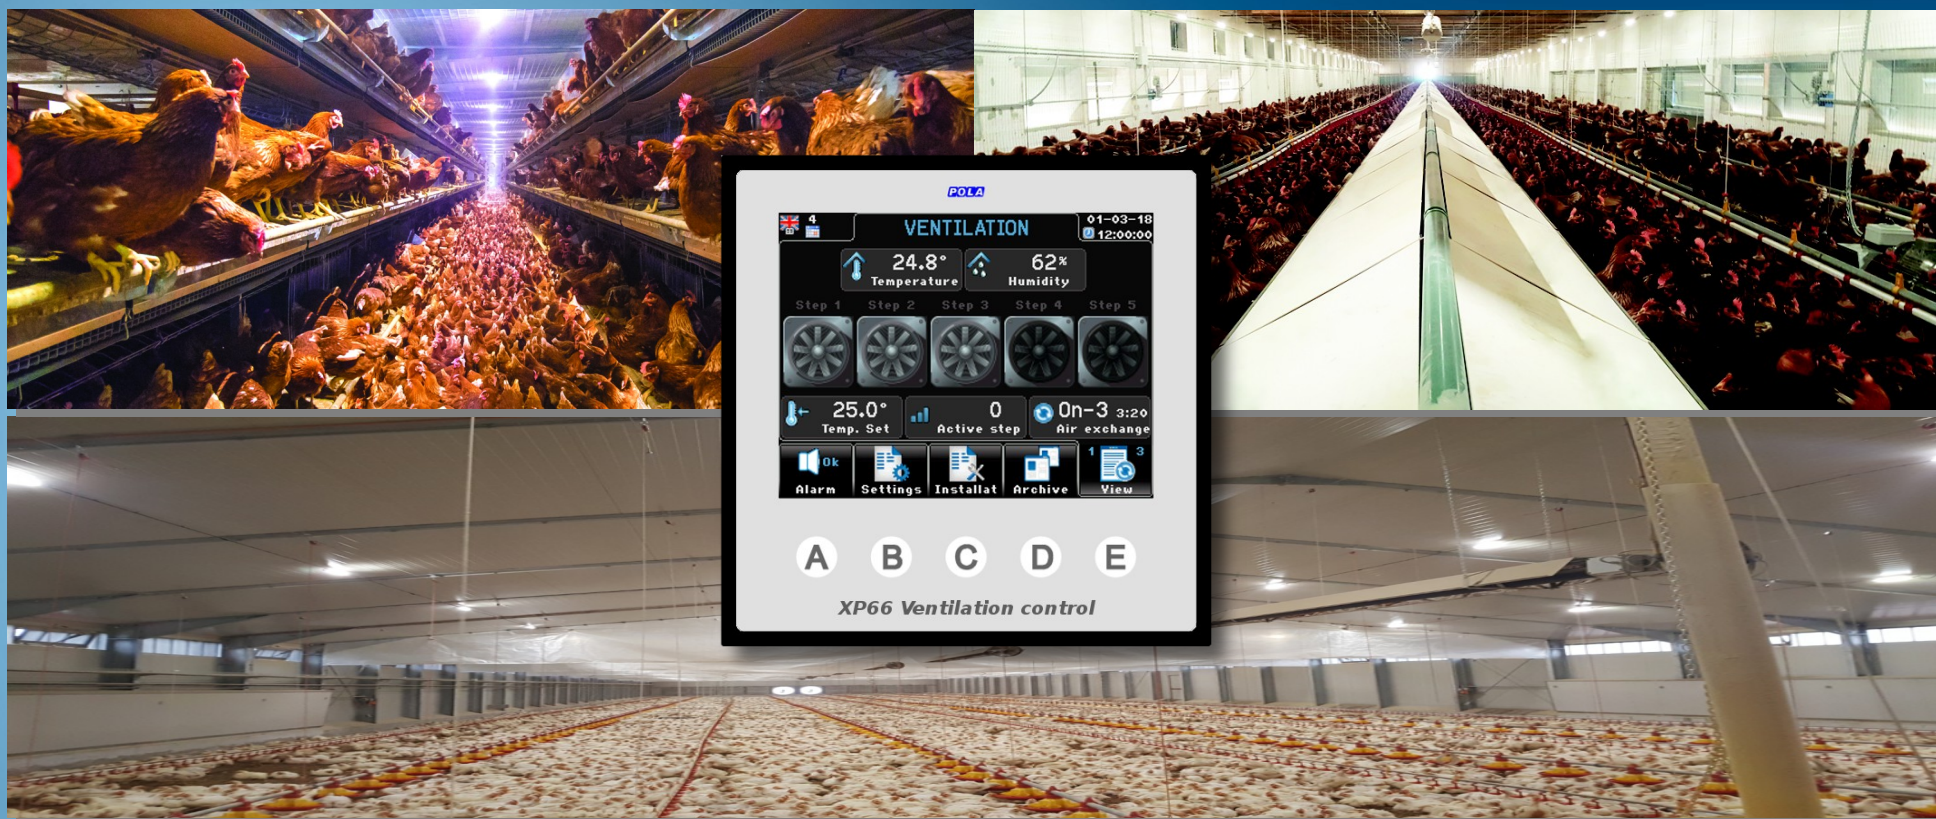 POLA
4
VENTILATION
01-03-18
12:00:00
24.8°
Temperature
62%
Humidity
Step 1 Step 2 Step 3 Step 4 Step 5
25.0°
Temp. Set
0
Active step
On-3 3:20
Air exchange
Ok
Alarm
Settings
Installat
Archive
1 3
View
A B C D E
XP66 Ventilation control